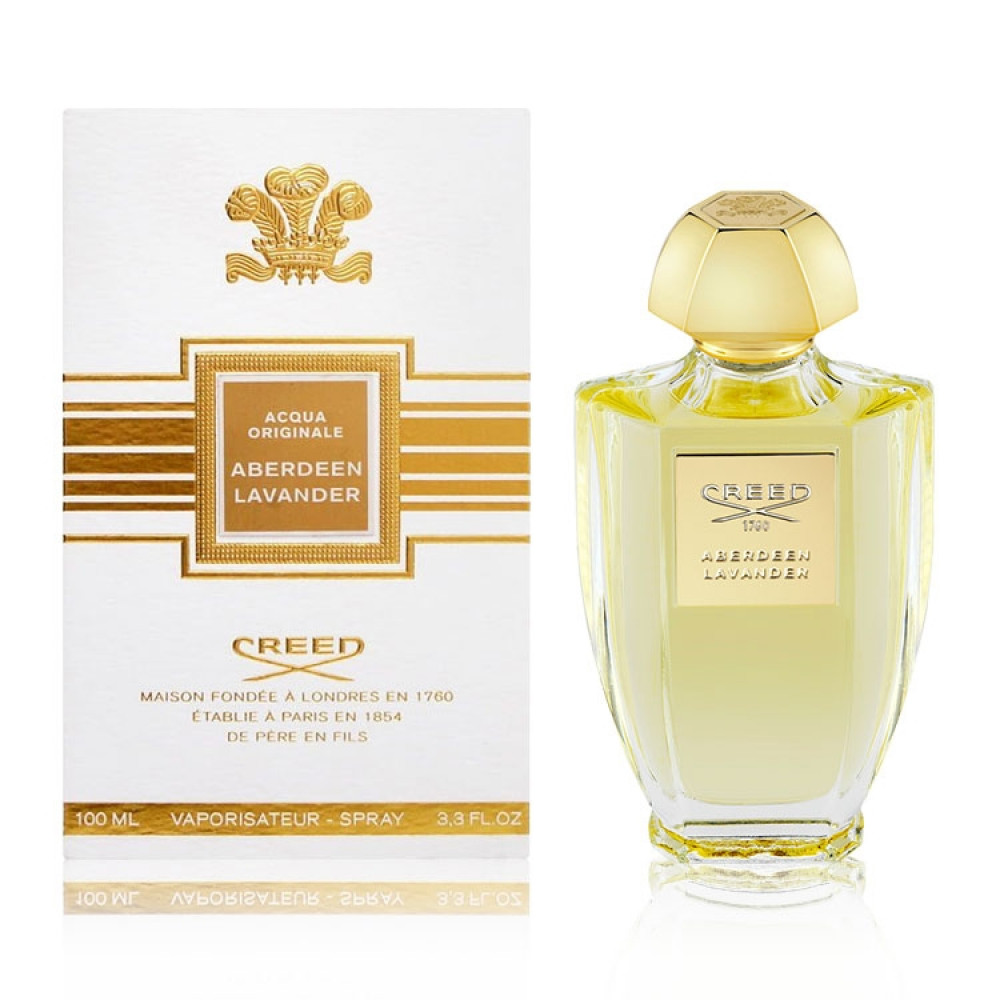 ACQUA
ORIGINALE
ABERDEEN
LAVANDER
CREED
MAISON FONDÉE À LONDRES EN 1760
ÉTABLIE À PARIS EN 1854
DE PÈRE EN FILS
100 ML VAPORISATEUR - SPRAY 3,3 FL.OZ
CREED
1760
ABERDEEN
LAVANDER